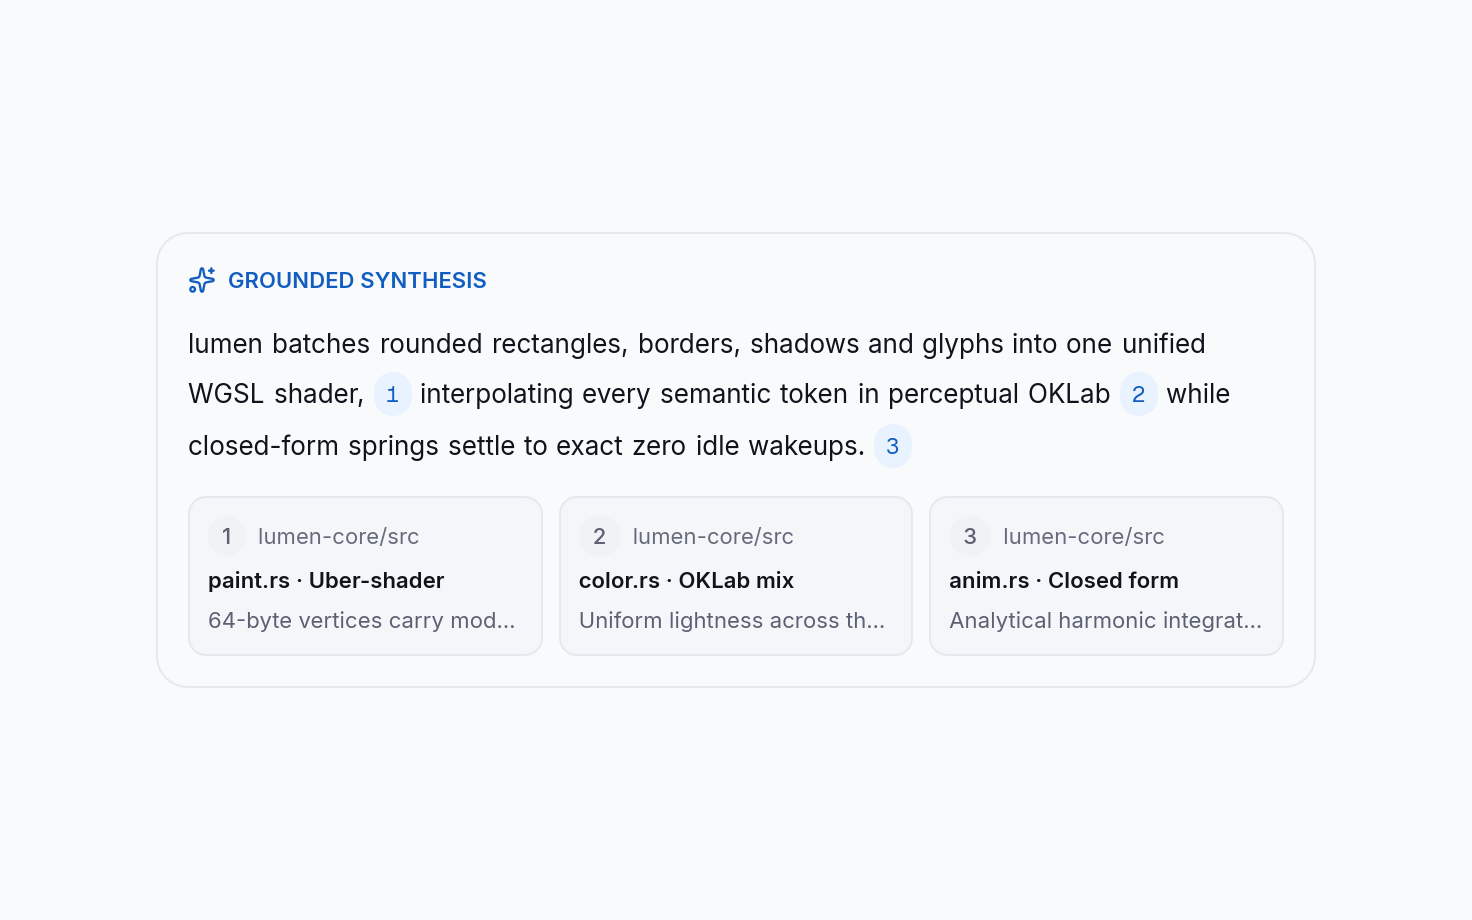 GROUNDED SYNTHESIS
lumen batches rounded rectangles, borders, shadows and glyphs into one unified
WGSL shader, 1 interpolating every semantic token in perceptual OKLab 2 while
closed-form springs settle to exact zero idle wakeups. 3
1 lumen-core/src
paint.rs · Uber-shader
64-byte vertices carry mod...
2 lumen-core/src
color.rs · OKLab mix
Uniform lightness across th...
3 lumen-core/src
anim.rs · Closed form
Analytical harmonic integrat...